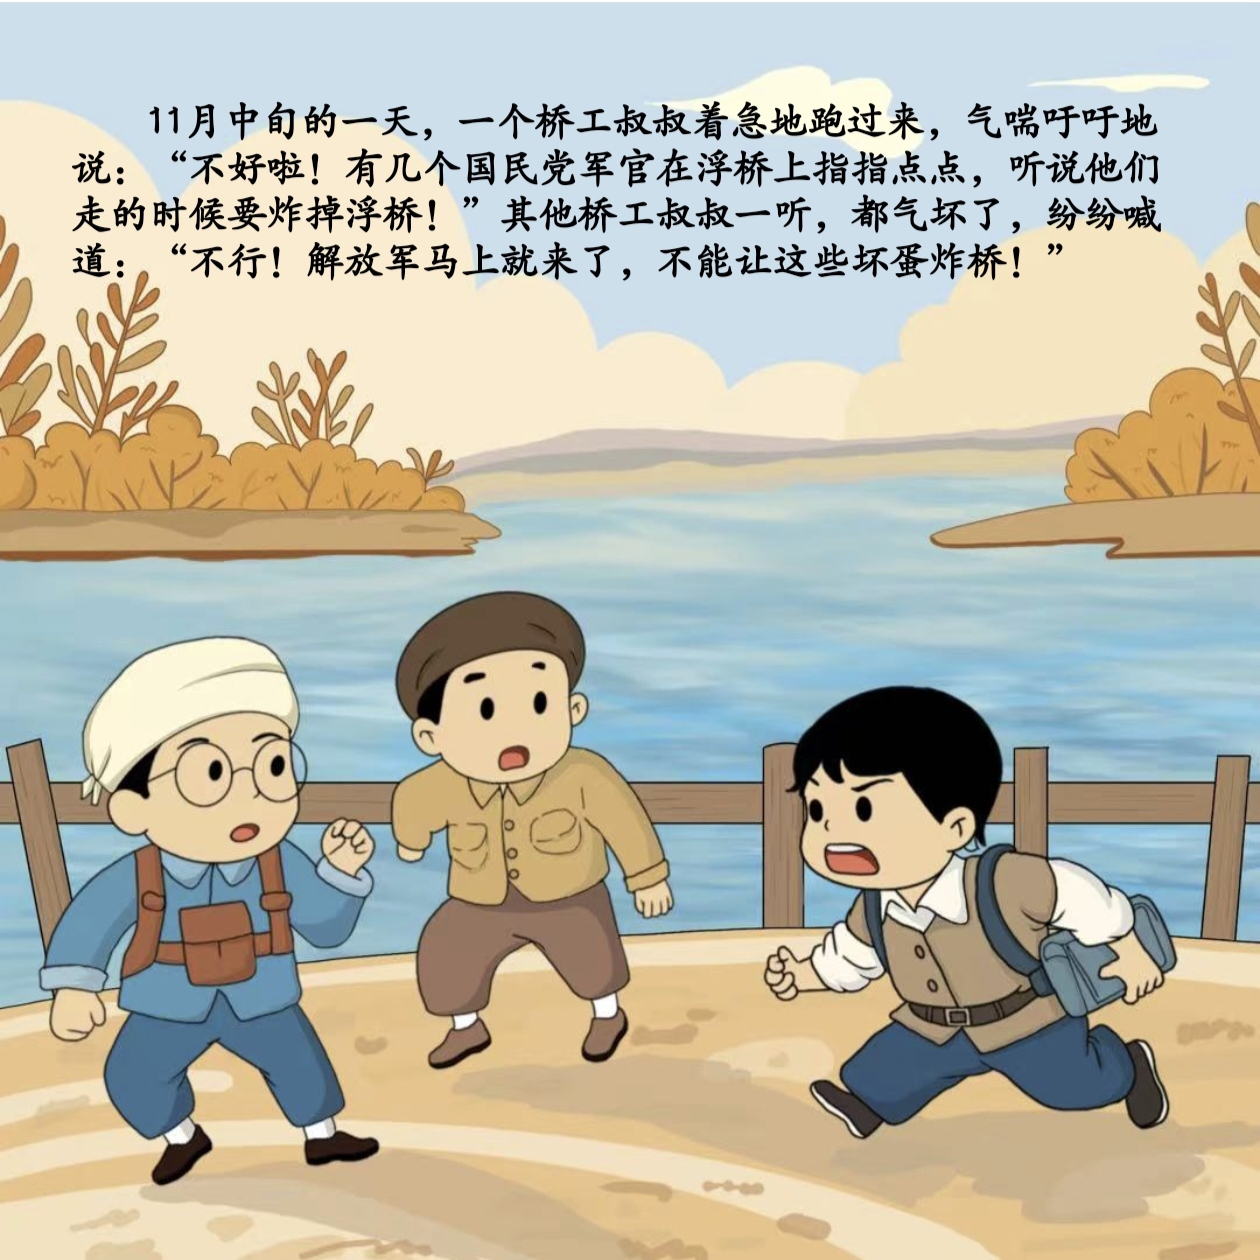 11月中旬的一天，一个桥工叔叔着急地跑过来，气喘吁吁地
说：“不好啦！有几个国民党军官在浮桥上指指点点，听说他们
走的时候要炸掉浮桥！”其他桥工叔叔一听，都气坏了，纷纷喊
道：“不行！解放军马上就来了，不能让这些坏蛋炸桥！”